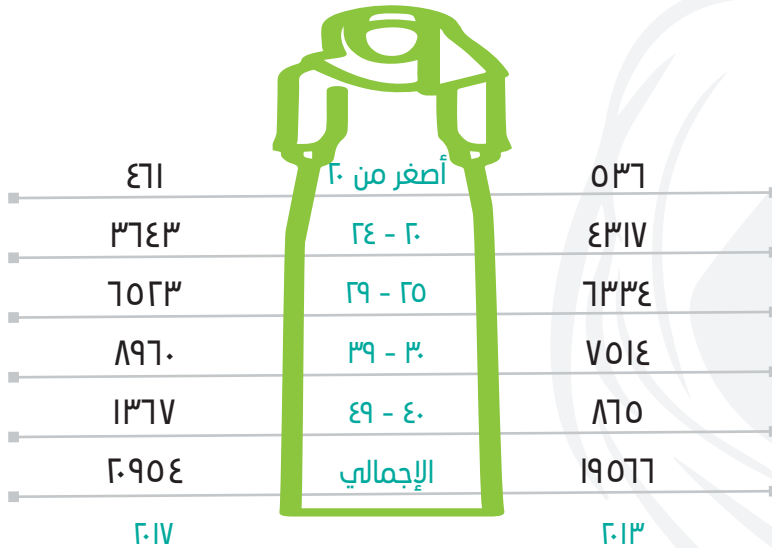 ٥٣٦ أصغر من ٢٠ ٤٦١
٤٣١٧ ٢٠ - ٢٤ ٣٦٤٣
٦٣٣٤ ٢٥ - ٢٩ ٦٥٢٣
٧٥١٤ ٣٠ - ٣٩ ٨٩٦٠
٨٦٥ ٤٠ - ٤٩ ١٣٦٧
١٩٥٦٦ الإجمالي ٢٠٩٥٤
٢٠١٣ ٢٠١٧